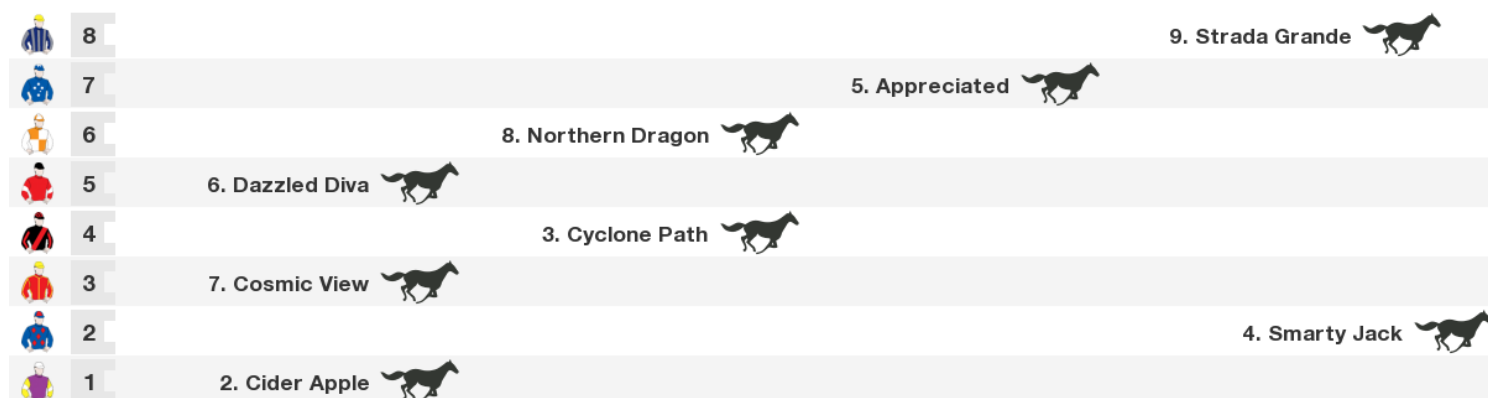 8 9. Strada Grande
7 5. Appreciated
6 8. Northern Dragon
5 6. Dazzled Diva
4 3. Cyclone Path
3 7. Cosmic View
2 4. Smarty Jack
1 2. Cider Apple